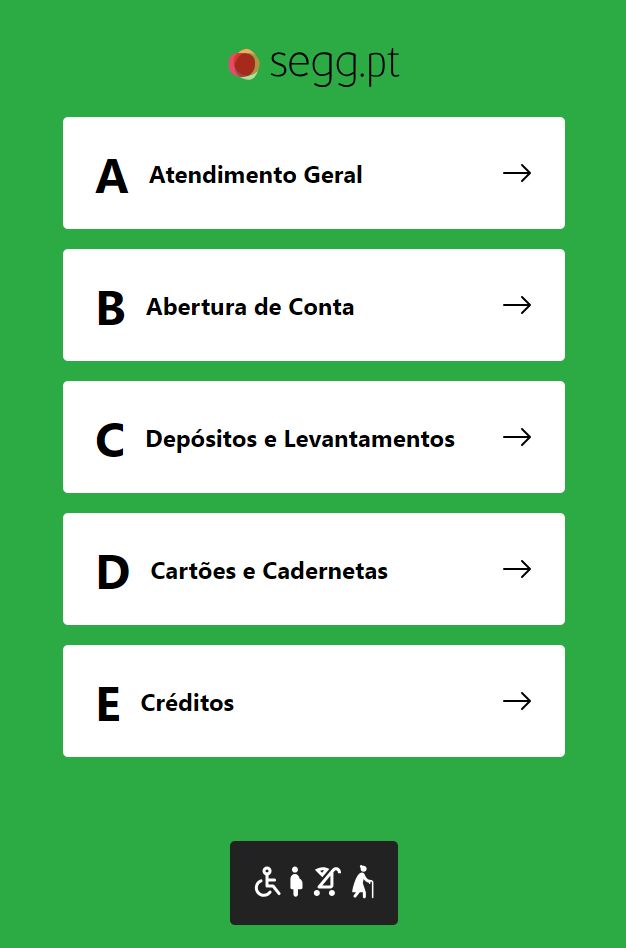 segg.pt
A Atendimento Geral
B Abertura de Conta
C Depósitos e Levantamentos
D Cartões e Cadernetas
E Créditos